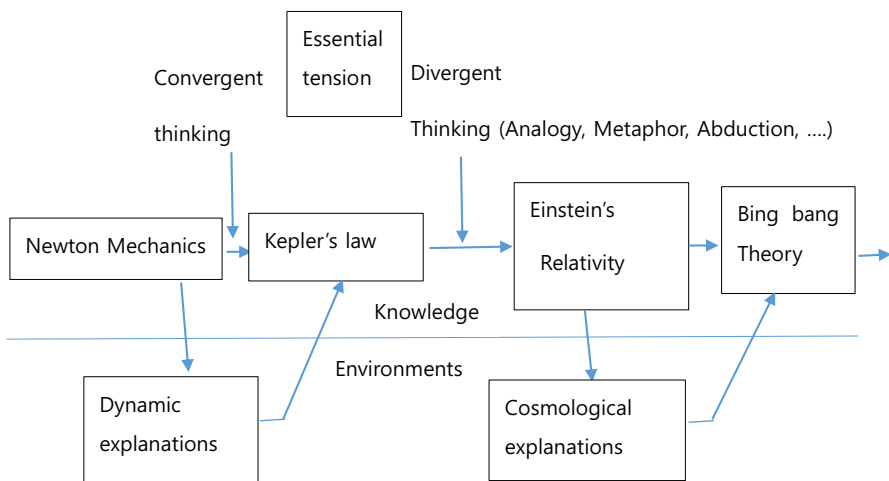 Essential
tension
Convergent
thinking
Divergent
Thinking (Analogy, Metaphor, Abduction, ....)
Newton Mechanics
Kepler's law
Einstein's
Relativity
Bing bang
Theory
Knowledge
Environments
Dynamic
explanations
Cosmological
explanations